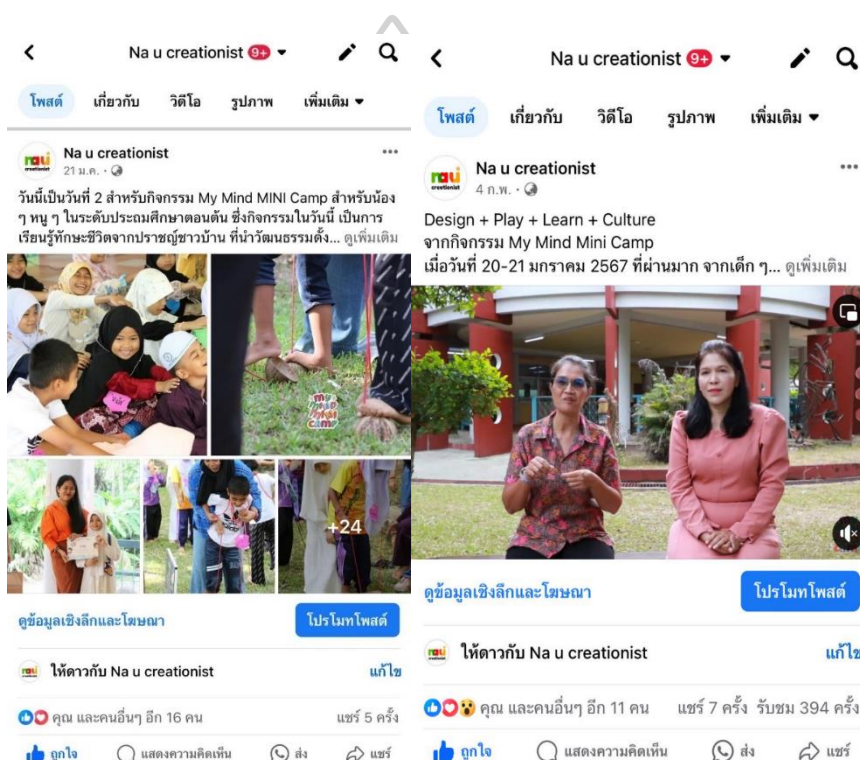 Na u creationist 9+
โพสต์ เกี่ยวกับ วิดีโอ รูปภาพ เพิ่มเติม
nau
creationist
Na u creationist
21 ม.ค.
วันนี้เป็นวันที่ 2 สำหรับกิจกรรม My Mind MINI Camp สำหรับน้อง
ๆ หนู ๆ ในระดับประถมศึกษาตอนต้น ซึ่งกิจกรรมในวันนี้ เป็นการ
เรียนรู้ทักษะชีวิตจากปราชญ์ชาวบ้าน ที่นำวัฒนธรรมดั้ง... ดูเพิ่มเติม
my
mind
mini
camp
+24
ดูข้อมูลเชิงลึกและโฆษณา
โปรโมทโพสต์
ให้ดาวกับ Na u creationist แก้ไข
คุณ และคนอื่นๆ อีก 16 คน แชร์ 5 ครั้ง
ถูกใจ แสดงความคิดเห็น ส่ง แชร์
Na u creationist 9+
โพสต์ เกี่ยวกับ วิดีโอ รูปภาพ เพิ่มเติม
nau
creationist
Na u creationist
4 ก.พ.
Design + Play + Learn + Culture
จากกิจกรรม My Mind Mini Camp
เมื่อวันที่ 20-21 มกราคม 2567 ที่ผ่านมาก จากเด็ก ๆ... ดูเพิ่มเติม
ดูข้อมูลเชิงลึกและโฆษณา
โปรโมทโพสต์
ให้ดาวกับ Na u creationist แก้ไข
คุณ และคนอื่นๆ อีก 11 คน แชร์ 7 ครั้ง รับชม 394 ครั้ง
ถูกใจ แสดงความคิดเห็น ส่ง แชร์